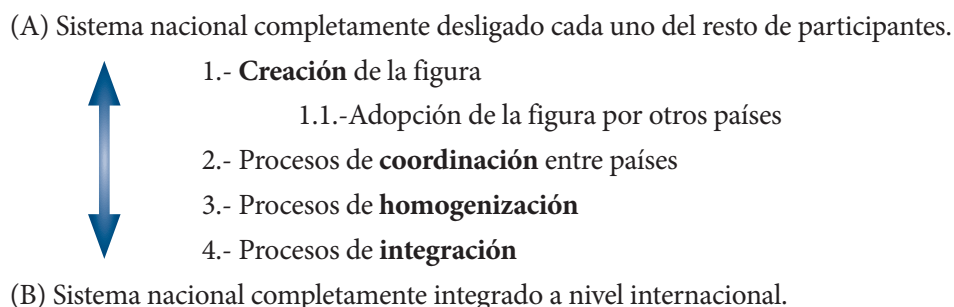 (A) Sistema nacional completamente desligado cada uno del resto de participantes.
1.- Creación de la figura
1.1.-Adopción de la figura por otros países
2.- Procesos de coordinación entre países
3.- Procesos de homogenización
4.- Procesos de integración
(B) Sistema nacional completamente integrado a nivel internacional.